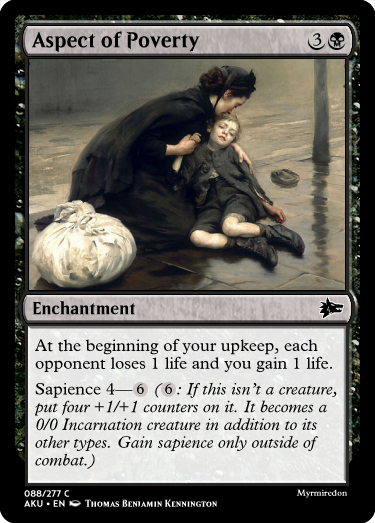 Aspect of Poverty 3
Enchantment
At the beginning of your upkeep, each
opponent loses 1 life and you gain 1 life.
Sapience 4—6 (6: If this isn't a creature,
put four +1/+1 counters on it. It becomes a
0/0 Incarnation creature in addition to its
other types. Gain sapience only outside of
combat.)
088/277 C
Myrmiredon
AKU • EN Thomas Benjamin Kennington